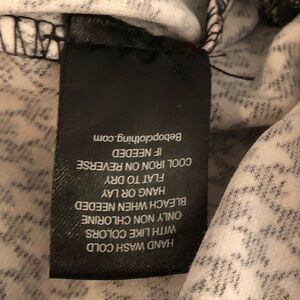 HAND WASH COLD
WITH LIKE COLORS
ONLY NON CHLORINE
BLEACH WHEN NEEDED
HANG OR LAY
FLAT TO DRY
COOL IRON ON REVERSE
IF NEEDED
Bebopclothing.com